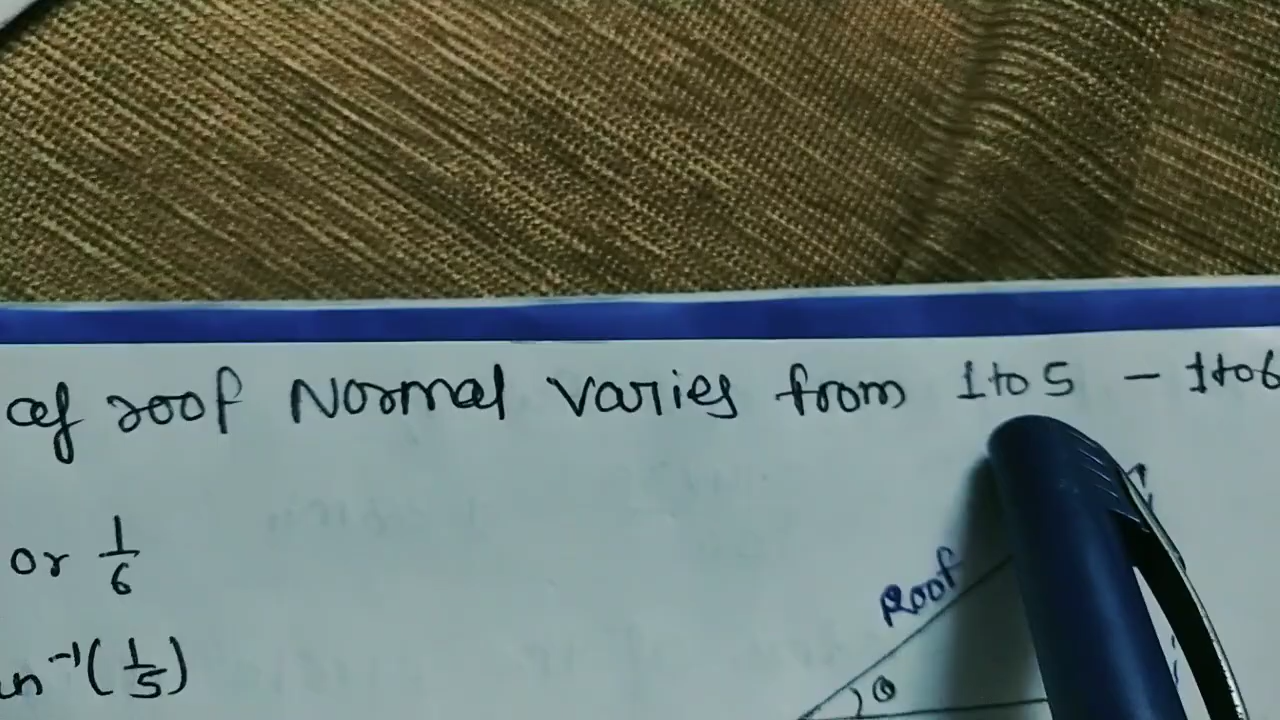 of roof Normal varies from 1 to 5 - 1 to 6
or 1/6
n⁻¹(1/5)
Roof
θ